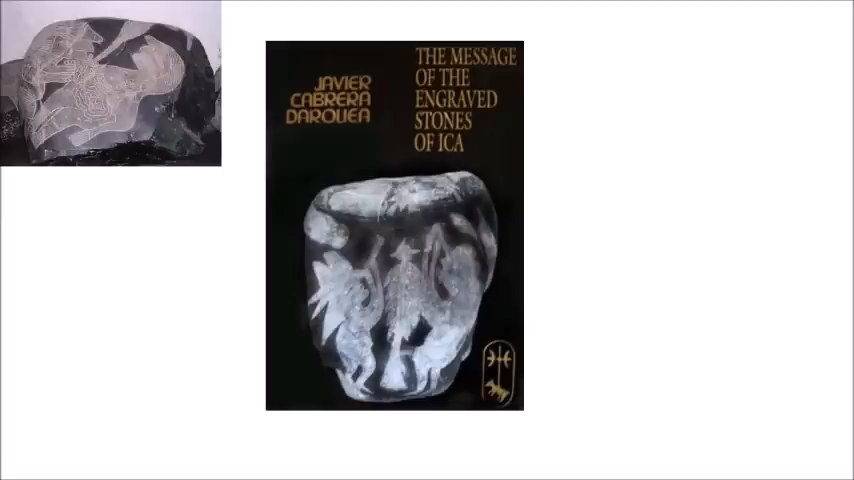 JAVIER
CABRERA
DARQUEA
THE MESSAGE
OF THE
ENGRAVED
STONES
OF ICA